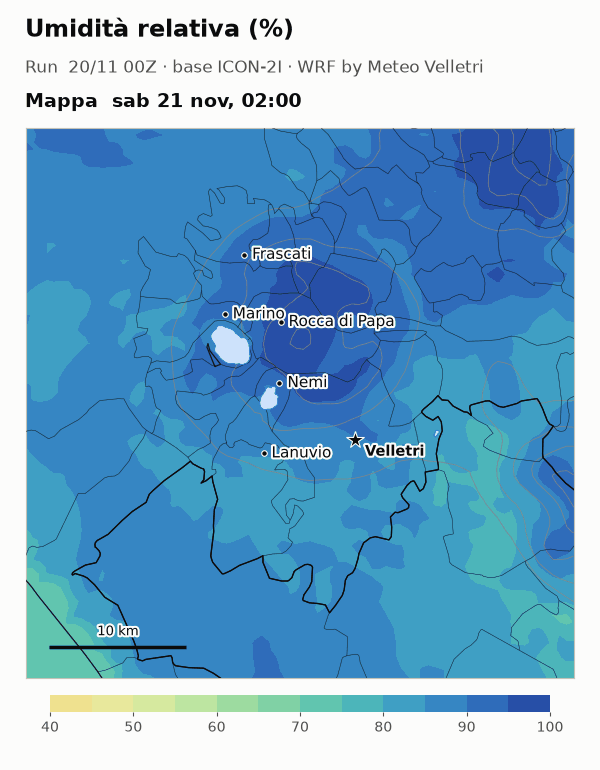 Umidità relativa (%)
Run  20/11 00Z · base ICON-2I · WRF by Meteo Velletri
Mappa  sab 21 nov, 02:00
Frascati
Marino
Rocca di Papa
Nemi
Velletri
Lanuvio
10 km
40 50 60 70 80 90 100